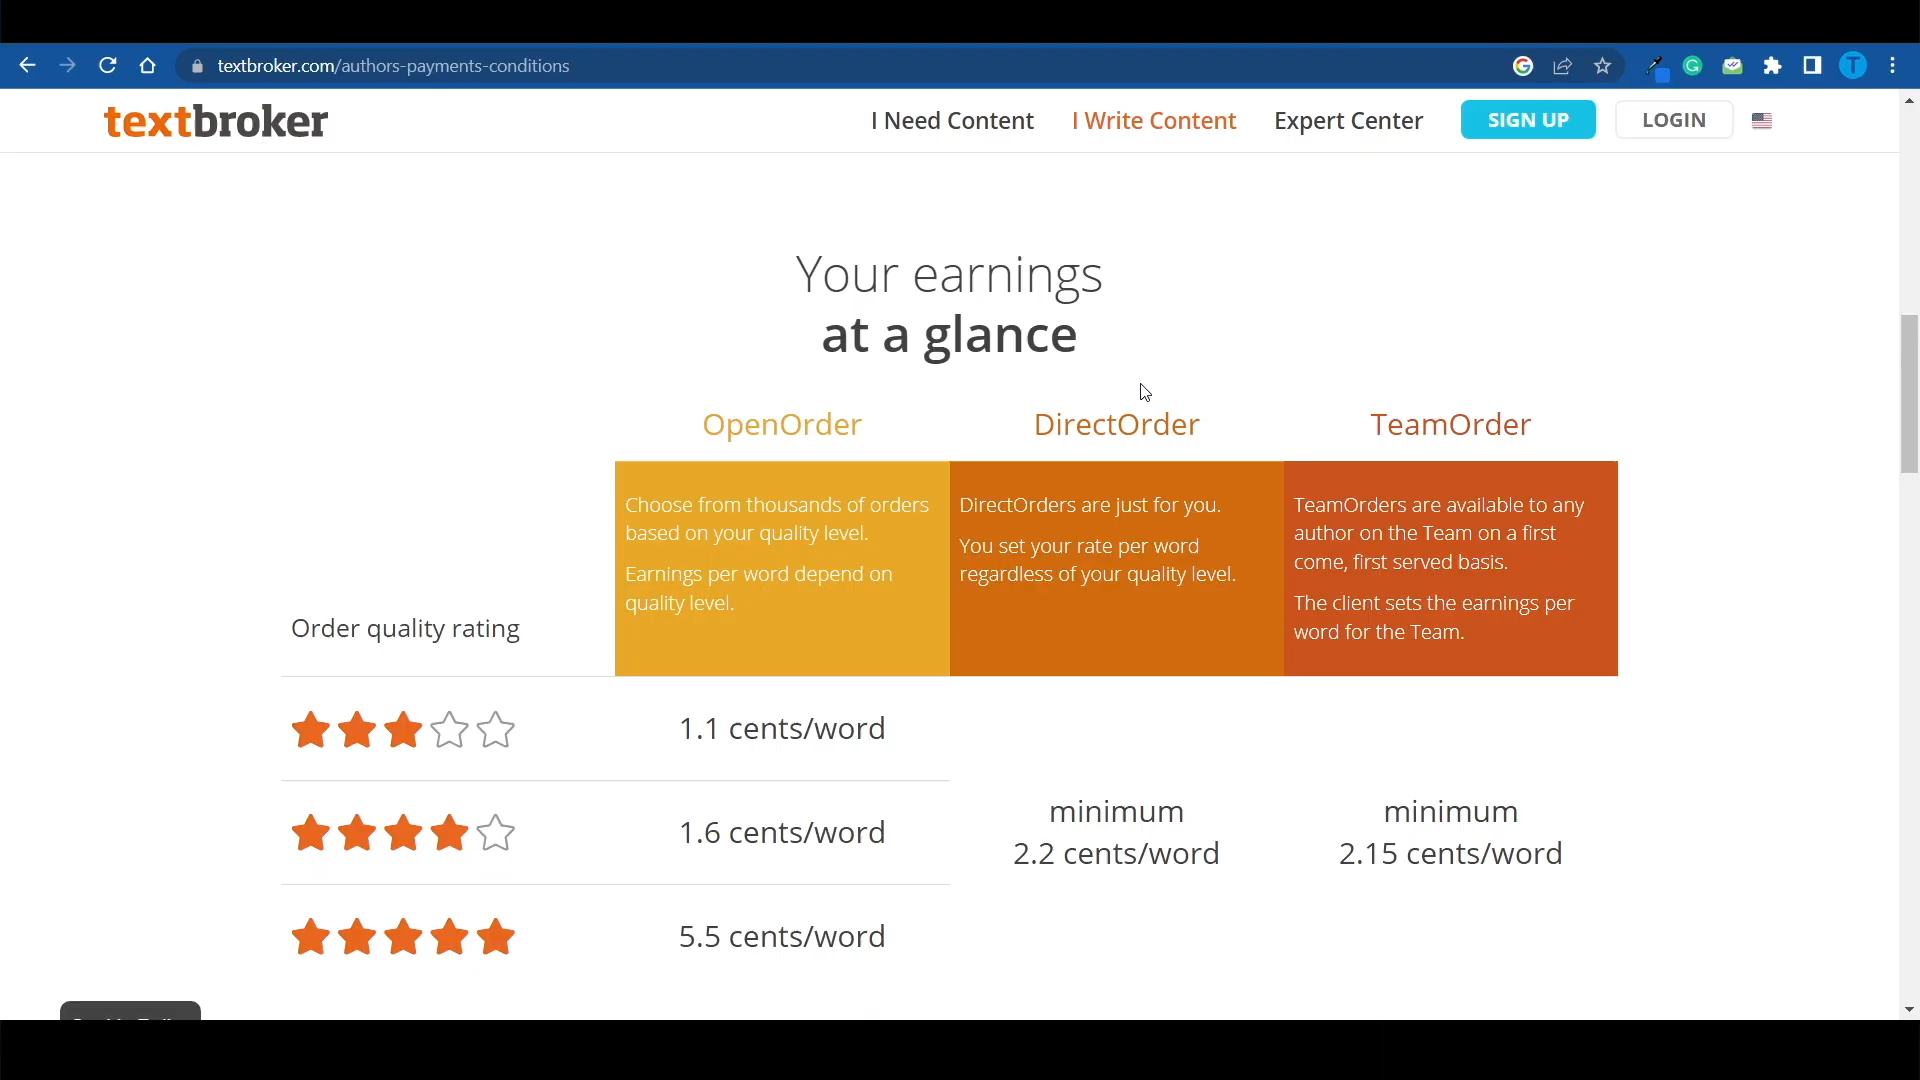 textbroker.com/authors-payments-conditions
T
textbroker
I Need Content
I Write Content
Expert Center
SIGN UP
LOGIN
Your earnings
at a glance
OpenOrder
DirectOrder
TeamOrder
Choose from thousands of orders
based on your quality level.
Earnings per word depend on
quality level.
DirectOrders are just for you.
You set your rate per word
regardless of your quality level.
TeamOrders are available to any
author on the Team on a first
come, first served basis.
The client sets the earnings per
word for the Team.
Order quality rating
1.1 cents/word
1.6 cents/word
5.5 cents/word
minimum
2.2 cents/word
minimum
2.15 cents/word